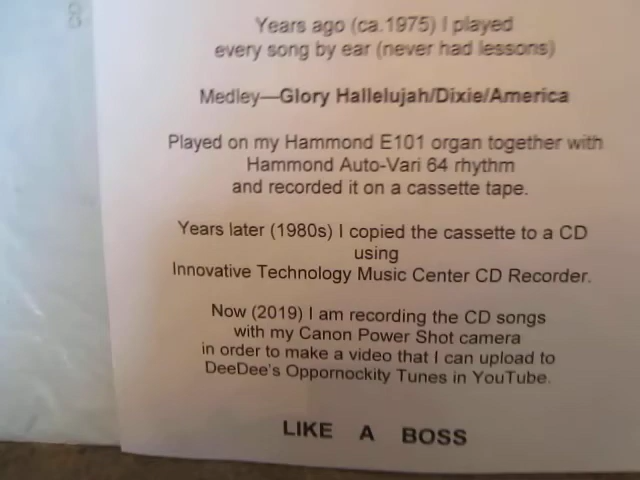 Years ago (ca.1975) I played
every song by ear (never had lessons)
Medley—Glory Hallelujah/Dixie/America
Played on my Hammond E101 organ together with
Hammond Auto-Vari 64 rhythm
and recorded it on a cassette tape.
Years later (1980s) I copied the cassette to a CD
using
Innovative Technology Music Center CD Recorder.
Now (2019) I am recording the CD songs
with my Canon Power Shot camera
in order to make a video that I can upload to
DeeDee's Oppornockity Tunes in YouTube.
LIKE A BOSS